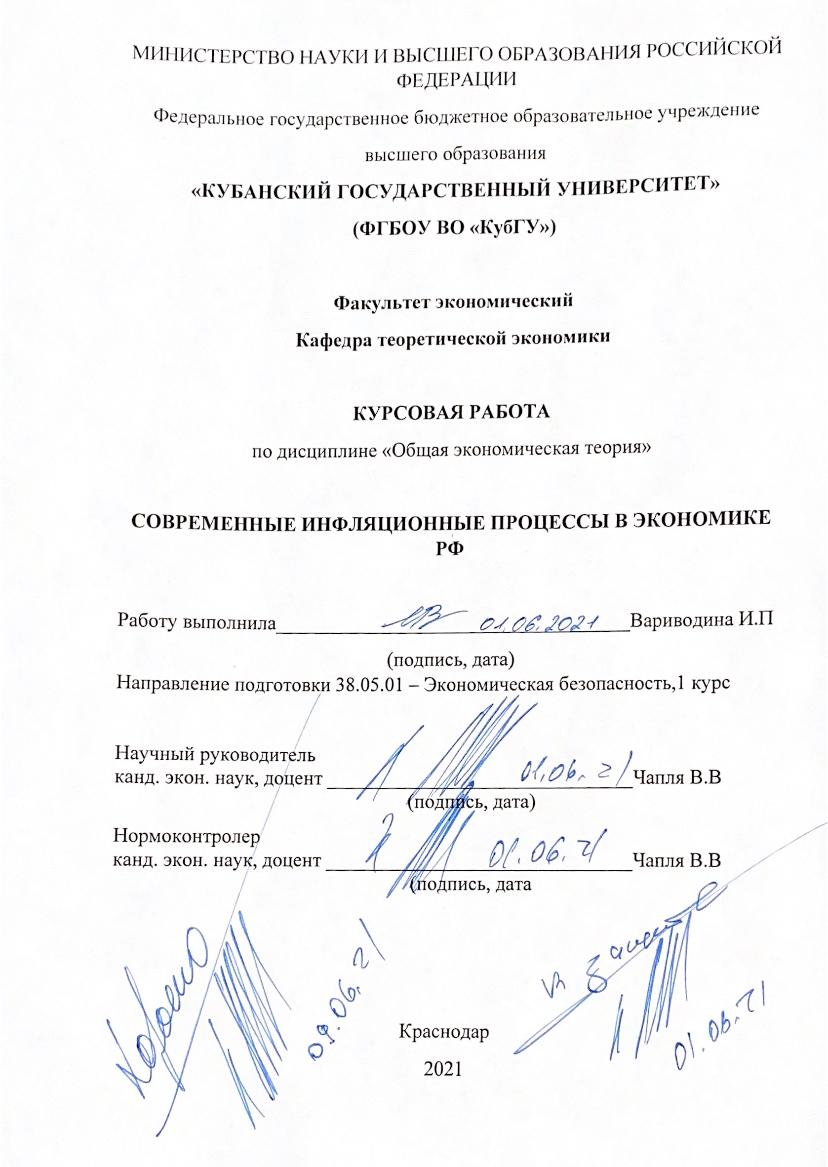 МИНИСТЕРСТВО НАУКИ И ВЫСШЕГО ОБРАЗОВАНИЯ РОССИЙСКОЙ
ФЕДЕРАЦИИ
Федеральное государственное бюджетное образовательное учреждение
высшего образования
«КУБАНСКИЙ ГОСУДАРСТВЕННЫЙ УНИВЕРСИТЕТ»
(ФГБОУ ВО «КубГУ»)
Факультет экономический
Кафедра теоретической экономики
КУРСОВАЯ РАБОТА
по дисциплине «Общая экономическая теория»
СОВРЕМЕННЫЕ ИНФЛЯЦИОННЫЕ ПРОЦЕССЫ В ЭКОНОМИКЕ
РФ
Работу выполнила 01.06.2021 Вариводина И.П
(подпись, дата)
Направление подготовки 38.05.01 – Экономическая безопасность,1 курс
Научный руководитель
канд. экон. наук, доцент 01.06.21 Чапля В.В
(подпись, дата)
Нормоконтролер
канд. экон. наук, доцент 01.06.21 Чапля В.В
(подпись, дата
к защите
01.06.21
09.06.21
Краснодар
2021